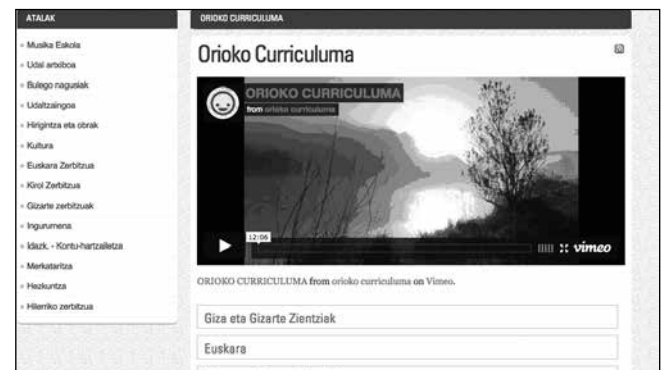 ATALAK
Musika Eskola
Udal artxiboa
Bulego nagusiak
Udaltzaingoa
Hirigintza eta obrak
Kultura
Euskara Zerbitzua
Kirol Zerbitzua
Gizarte zerbitzuak
Ingurumena
Idazk. - Kontu-hartzailetza
Merkataritza
Hezkuntza
Hilerriko zerbitzua
ORIOKO CURRICULUMA
Orioko Curriculuma
ORIOKO CURRICULUMA
from orioko curriculuma
12:06
vimeo
ORIOKO CURRICULUMA from orioko curriculuma on Vimeo.
Giza eta Gizarte Zientziak
Euskara